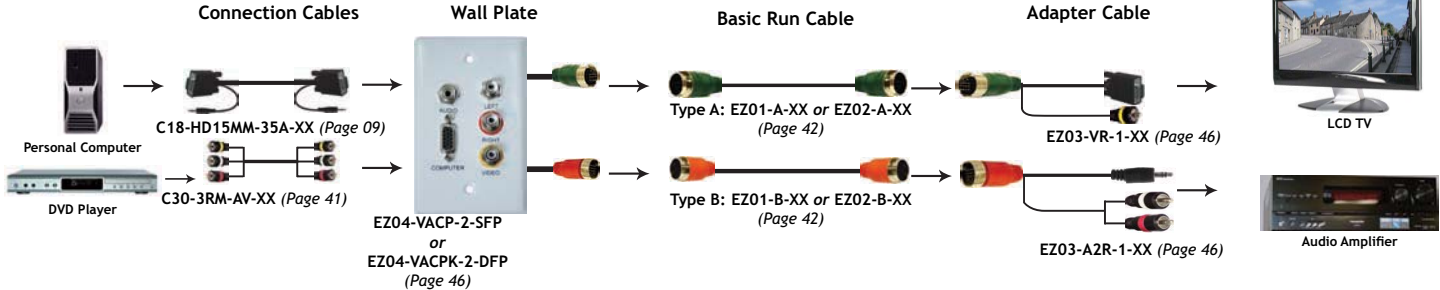 Connection Cables
Wall Plate
Basic Run Cable
Adapter Cable
Personal Computer
C18-HD15MM-35A-XX (Page 09)
DVD Player
C30-3RM-AV-XX (Page 41)
AUDIO
LEFT
RIGHT
COMPUTER
VIDEO
EZ04-VACP-2-SFP
or
EZ04-VACPK-2-DFP
(Page 46)
Type A: EZ01-A-XX or EZ02-A-XX
(Page 42)
Type B: EZ01-B-XX or EZ02-B-XX
(Page 42)
EZ03-VR-1-XX (Page 46)
EZ03-A2R-1-XX (Page 46)
LCD TV
Audio Amplifier